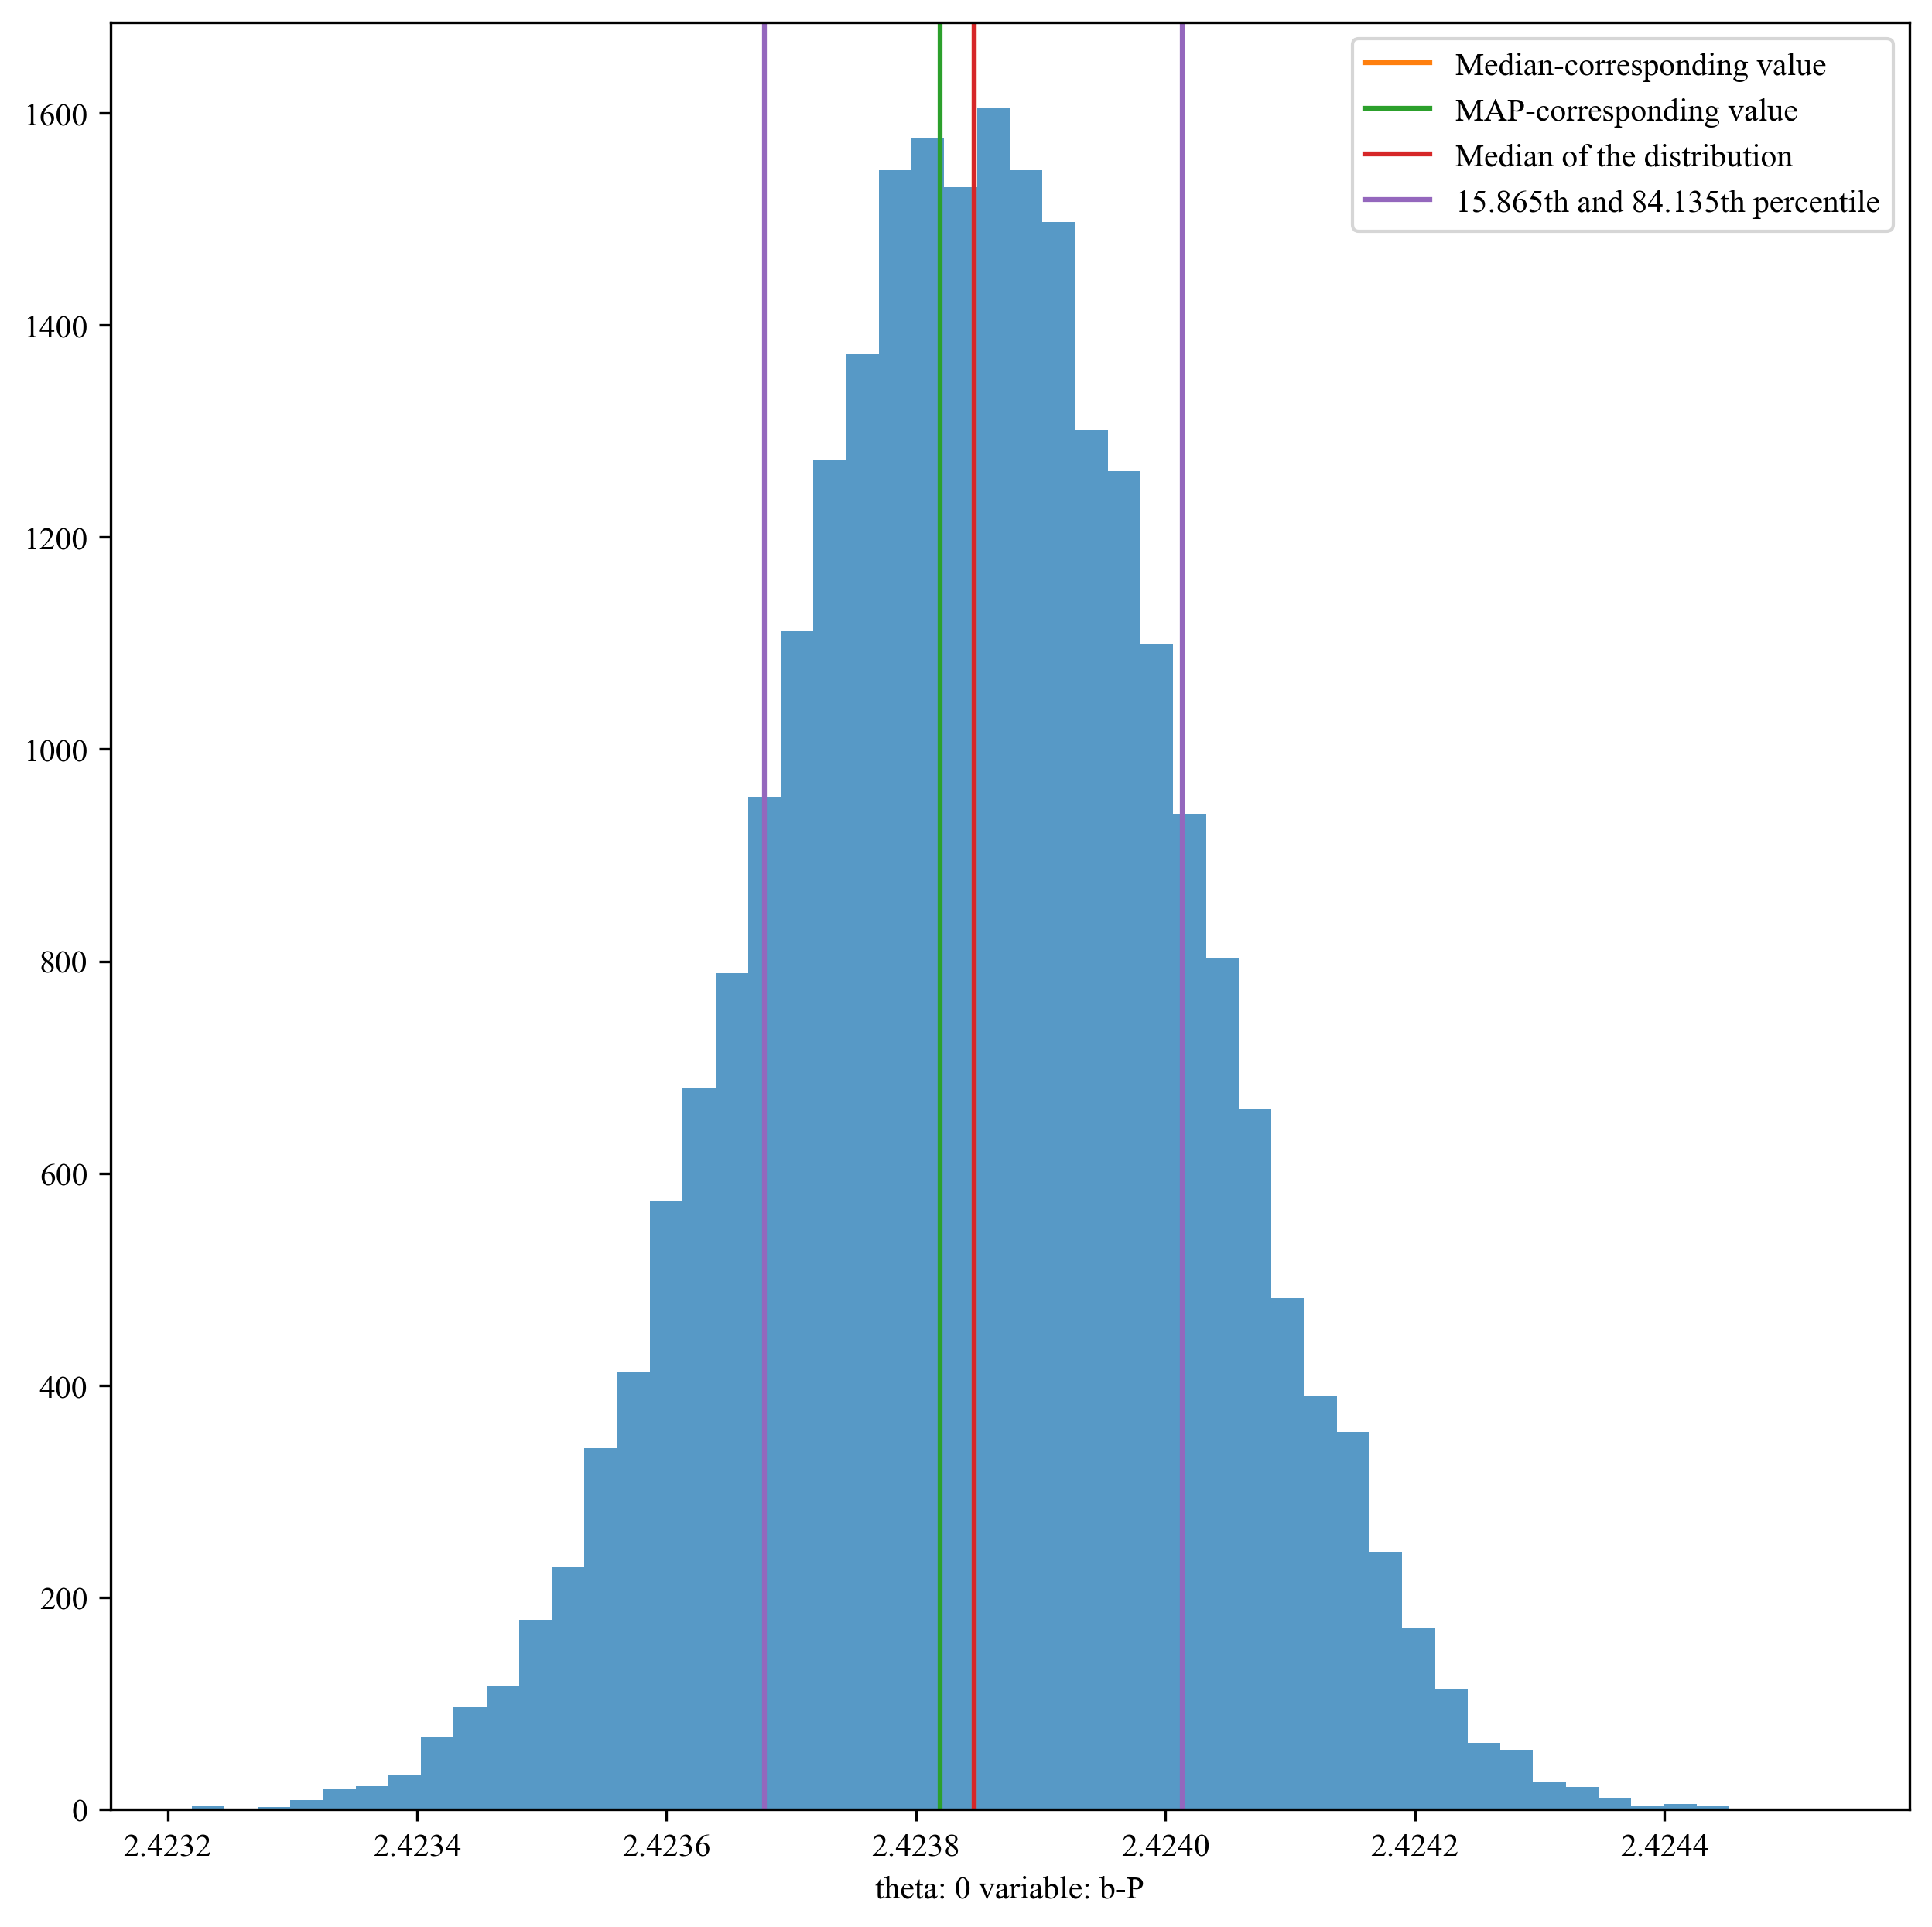 Median-corresponding value
MAP-corresponding value
Median of the distribution
15.865th and 84.135th percentile
1600
1400
1200
1000
800
600
400
200
0
2.4232 2.4234 2.4236 2.4238 2.4240 2.4242 2.4244
theta: 0 variable: b-P